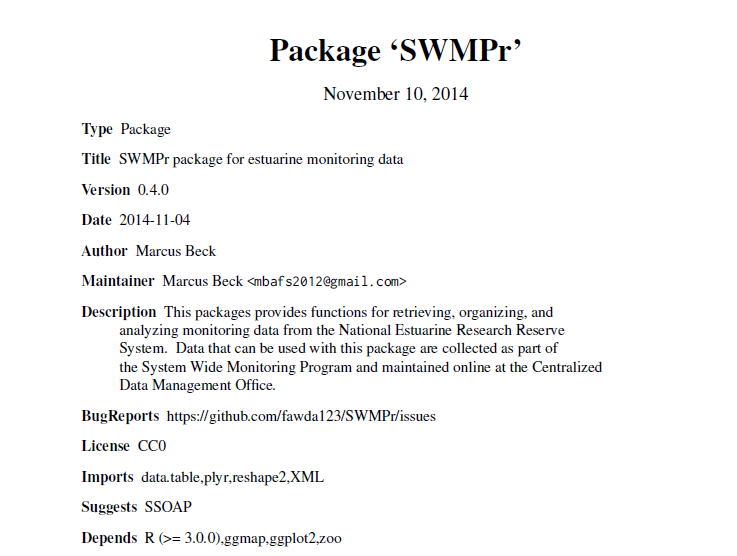 Package ‘SWMPr’
November 10, 2014
Type Package
Title SWMPr package for estuarine monitoring data
Version 0.4.0
Date 2014-11-04
Author Marcus Beck
Maintainer Marcus Beck <mbafs2012@gmail.com>
Description This packages provides functions for retrieving, organizing, and
analyzing monitoring data from the National Estuarine Research Reserve
System. Data that can be used with this package are collected as part of
the System Wide Monitoring Program and maintained online at the Centralized
Data Management Office.
BugReports https://github.com/fawda123/SWMPr/issues
License CC0
Imports data.table,plyr,reshape2,XML
Suggests SSOAP
Depends R (>= 3.0.0),ggmap,ggplot2,zoo